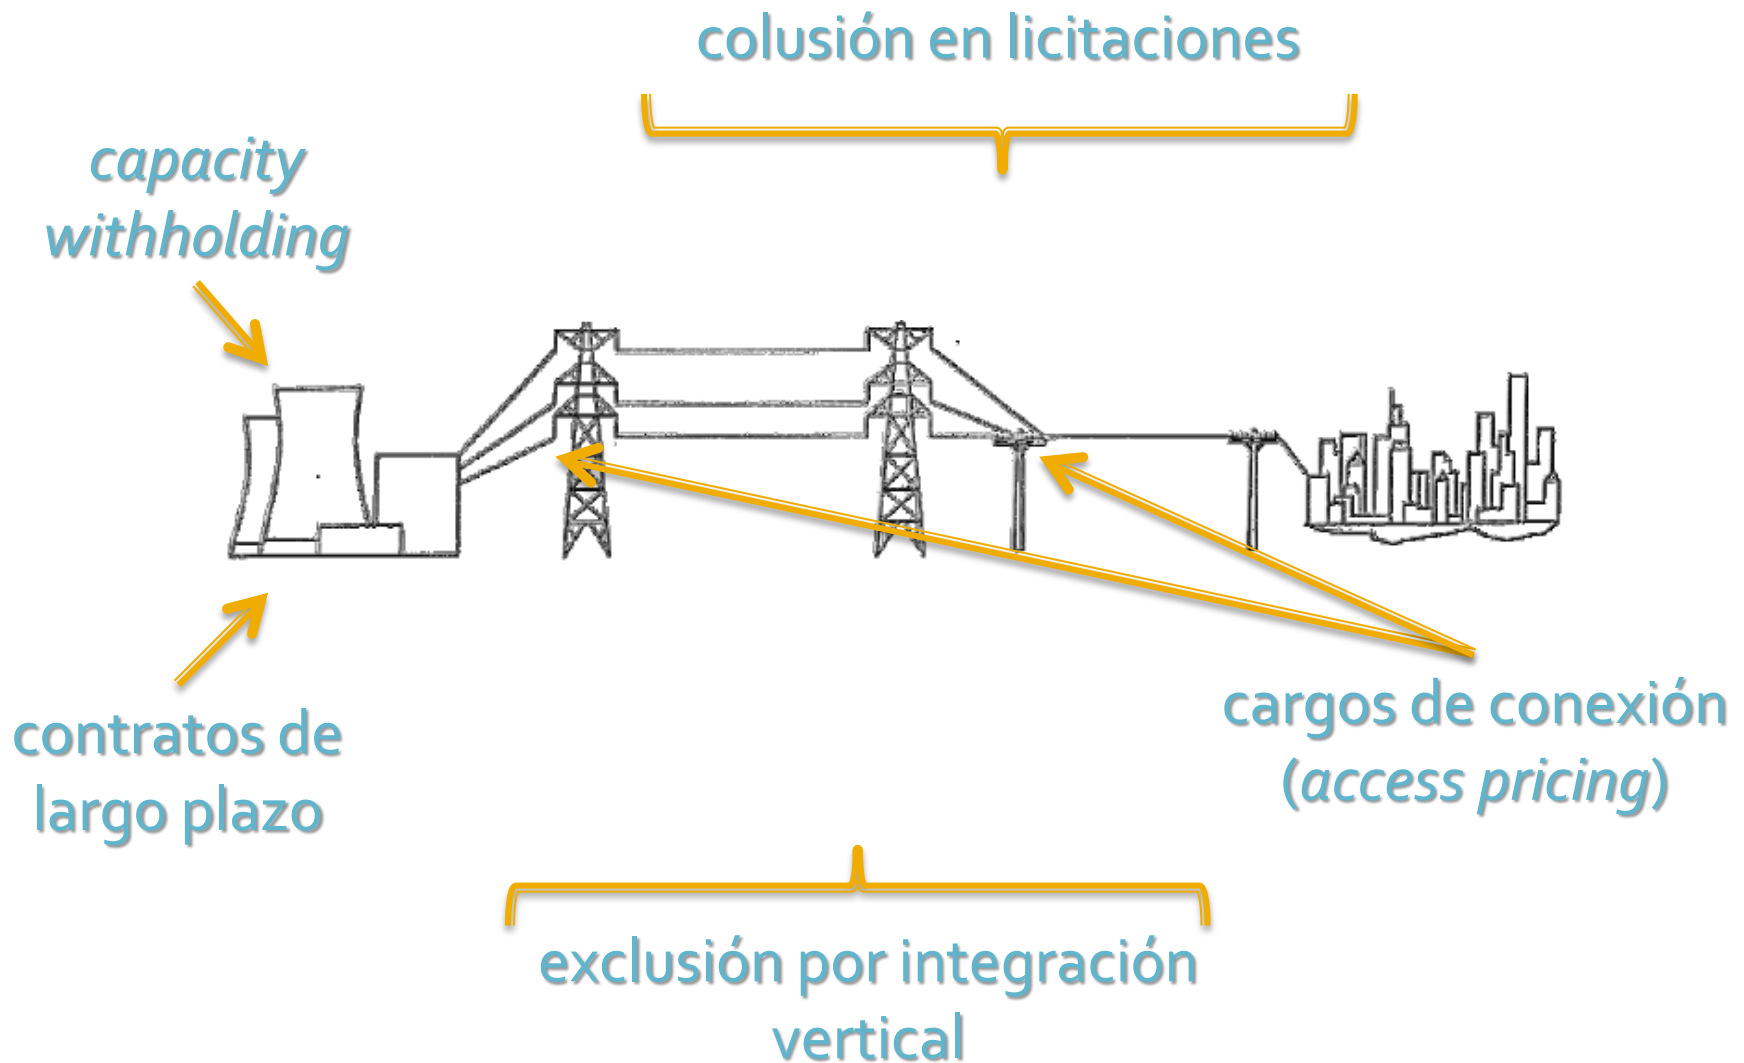 colusión en licitaciones
capacity
withholding
contratos de
largo plazo
cargos de conexión
(access pricing)
exclusión por integración
vertical